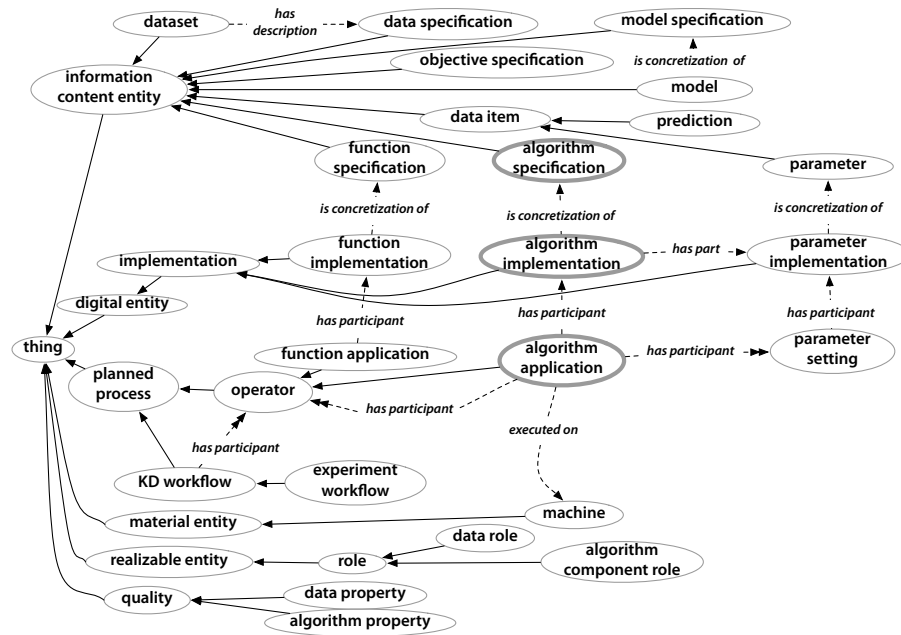 dataset
has
description
data specification
model specification
objective specification
is concretization of
information
content entity
model
data item
prediction
function
specification
algorithm
specification
parameter
is concretization of
is concretization of
is concretization of
implementation
function
implementation
algorithm
implementation
has part
parameter
implementation
digital entity
has participant
has participant
has participant
thing
function application
algorithm
application
has participant
parameter
setting
planned
process
operator
has participant
executed on
has participant
KD workflow
experiment
workflow
material entity
machine
data role
realizable entity
role
algorithm
component role
quality
data property
algorithm property